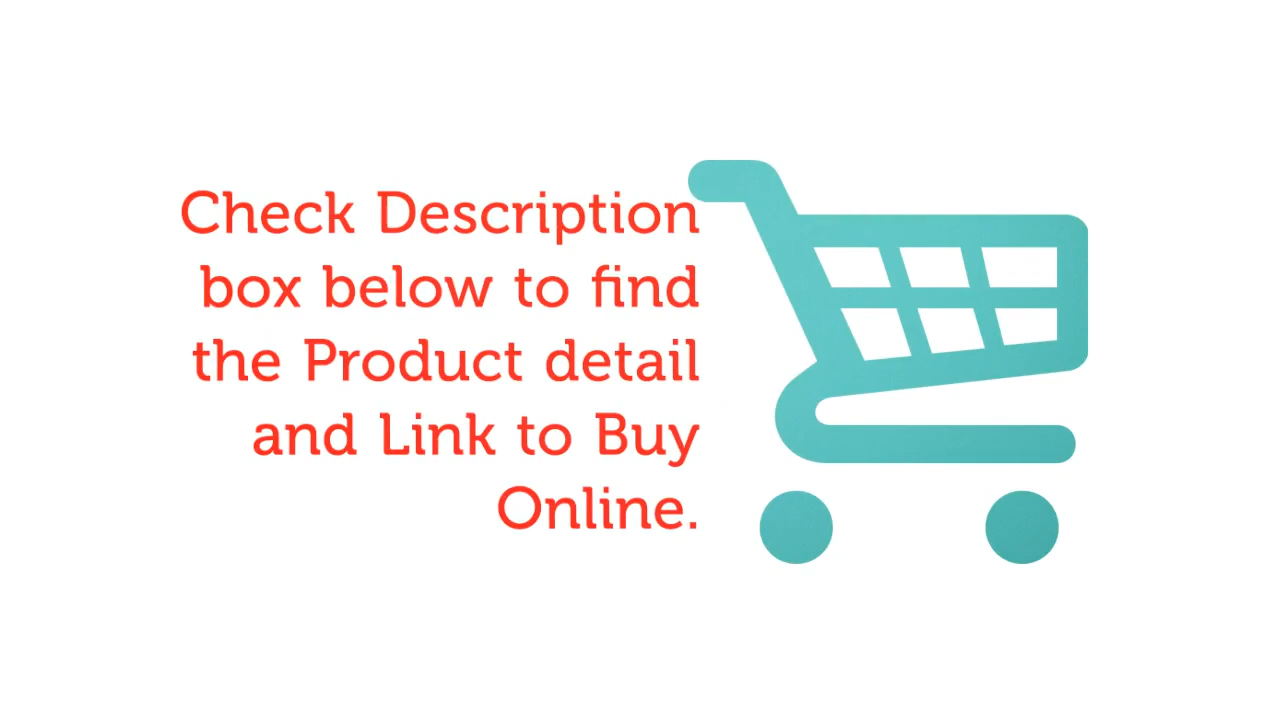 Check Description
box below to find
the Product detail
and Link to Buy
Online.